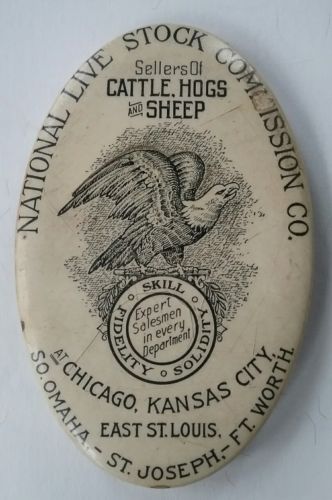 NATIONAL LIVE STOCK COMMISSION CO.
Sellers Of
CATTLE, HOGS
AND SHEEP
SKILL
FIDELITY SOLIDITY
Expert
Salesmen
in every
Department
AT CHICAGO, KANSAS CITY,
EAST ST. LOUIS,
SO. OMAHA - ST. JOSEPH, - FT. WORTH.